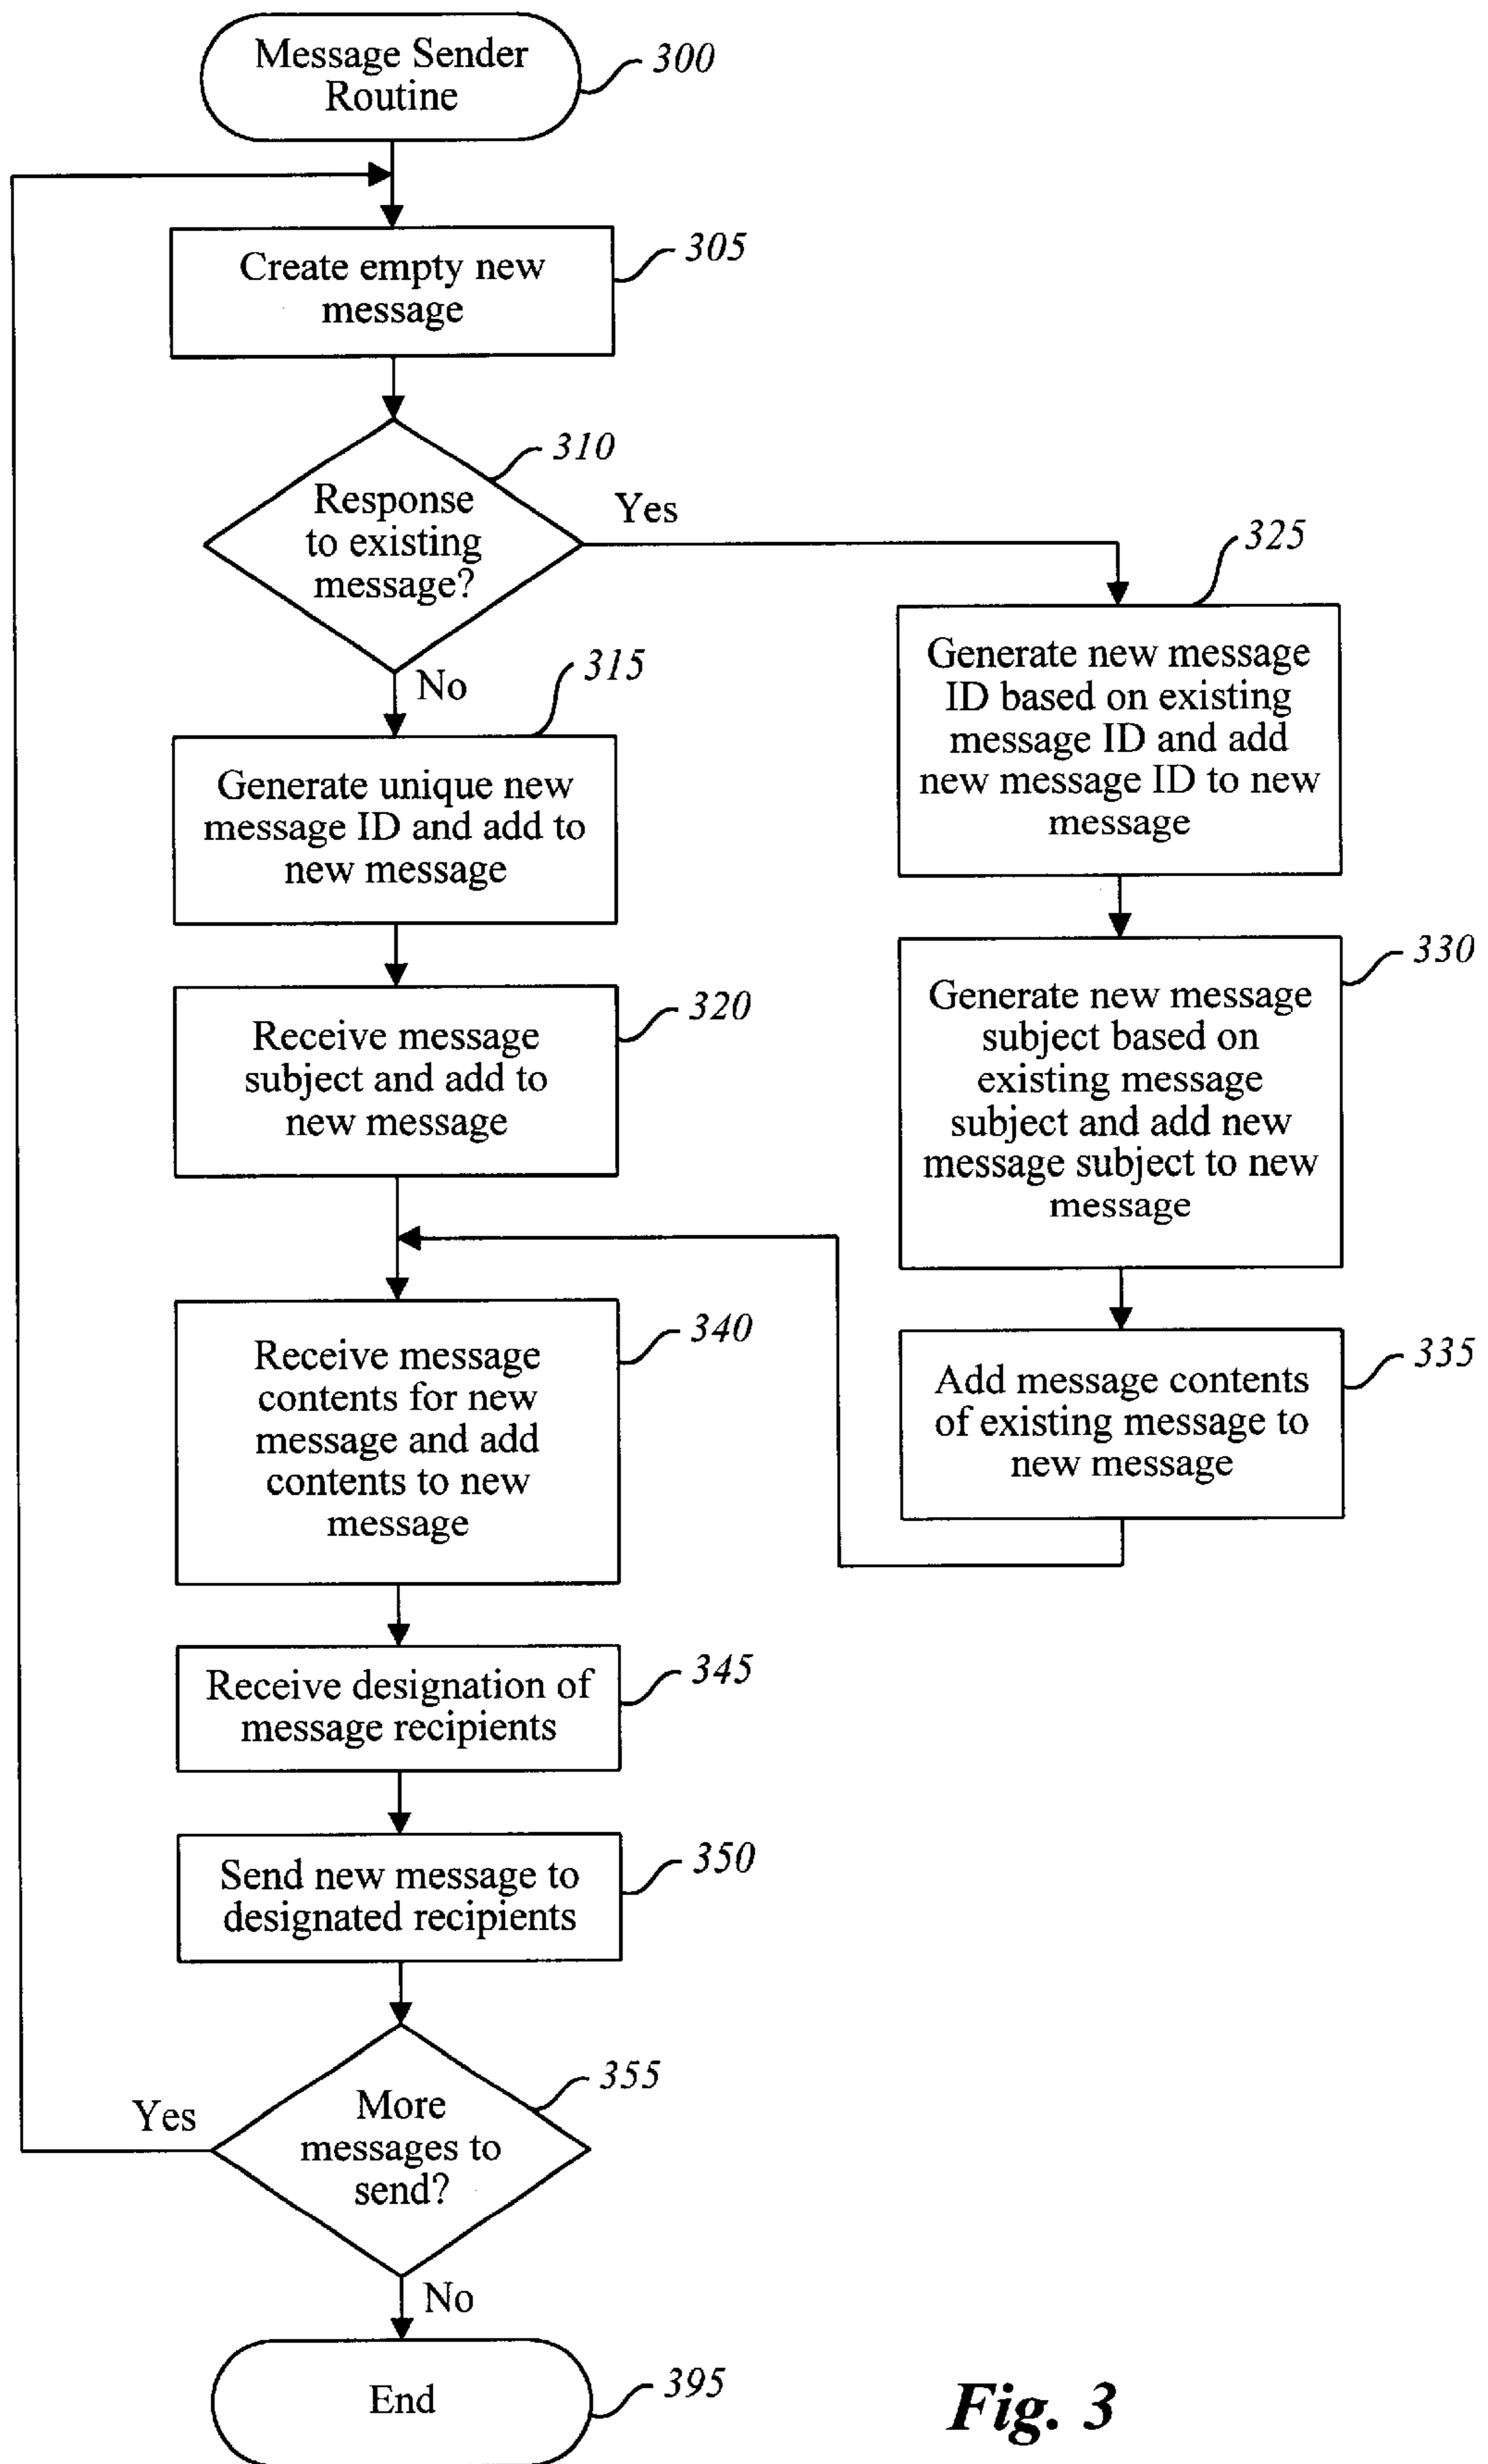 Message Sender
Routine
300
Create empty new
message
305
Response
to existing
message?
310
Yes
No
Generate unique new
message ID and add to
new message
315
Receive message
subject and add to
new message
320
Generate new message
ID based on existing
message ID and add
new message ID to new
message
325
Generate new message
subject based on
existing message
subject and add new
message subject to new
message
330
Add message contents
of existing message to
new message
335
Receive message
contents for new
message and add
contents to new
message
340
Receive designation of
message recipients
345
Send new message to
designated recipients
350
More
messages to
send?
355
Yes
No
End
395
Fig. 3